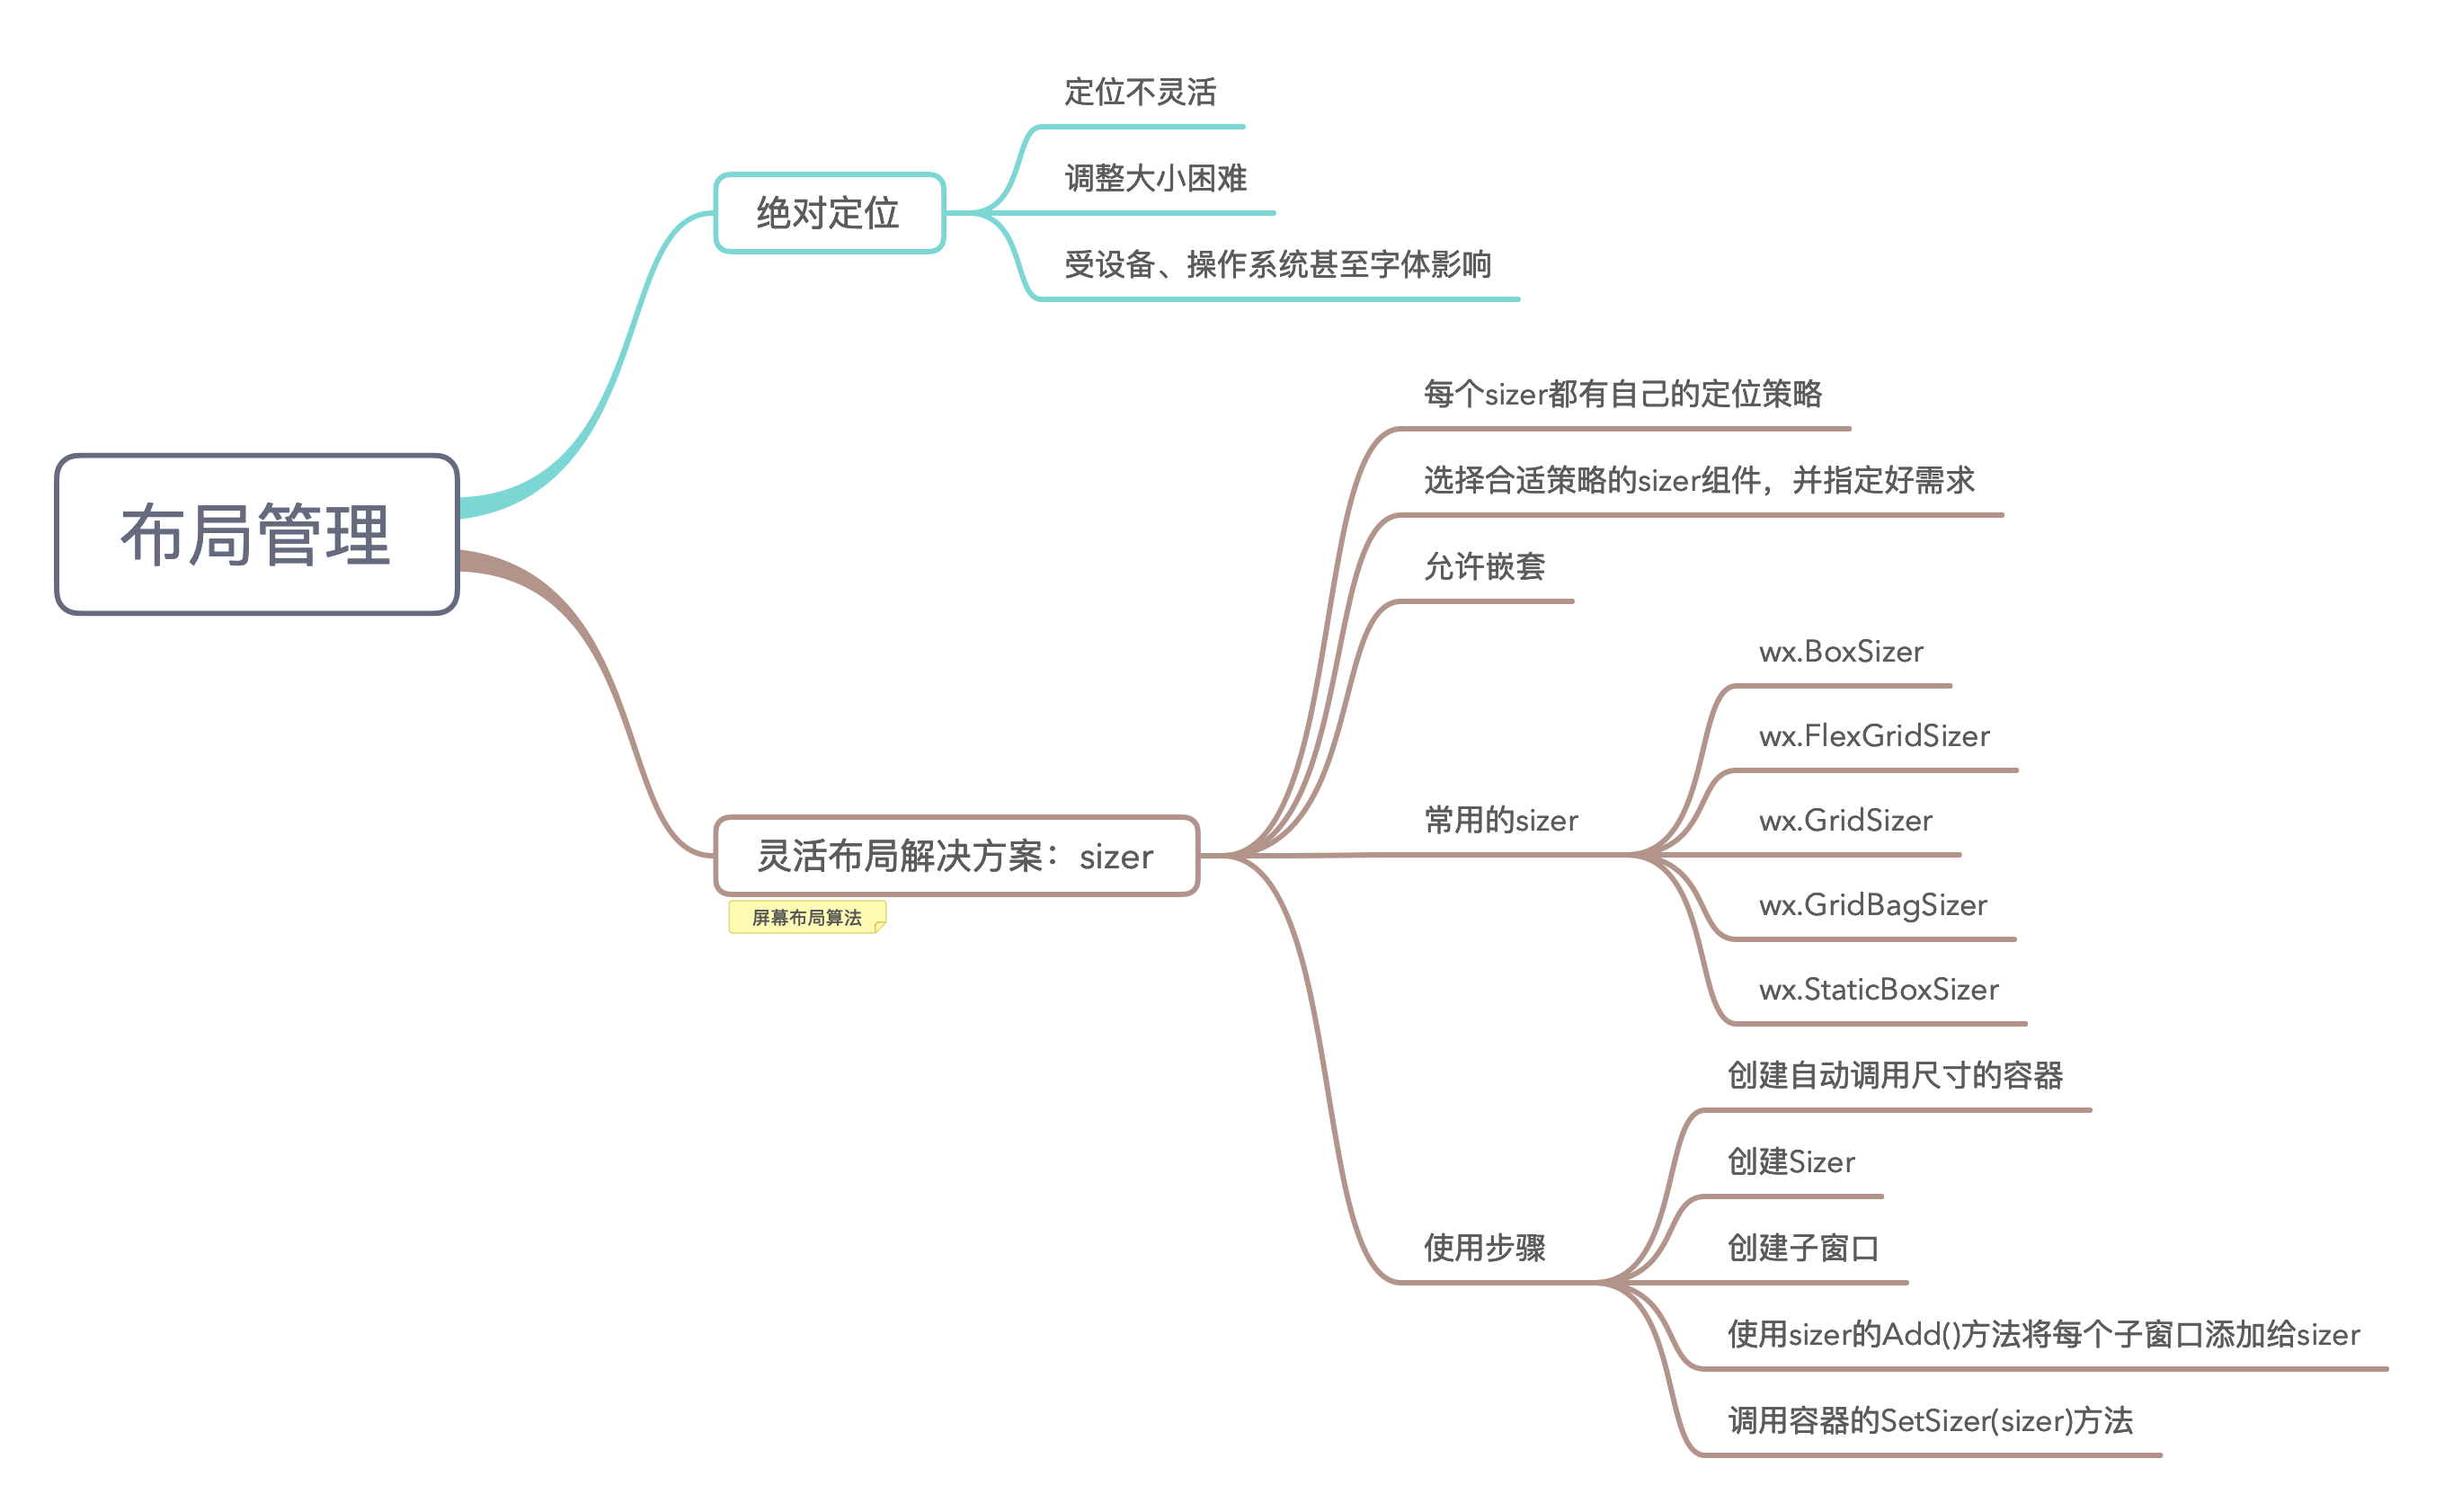 布局管理
绝对定位
定位不灵活
调整大小困难
受设备、操作系统甚至字体影响
灵活布局解决方案：sizer
屏幕布局算法
每个sizer都有自己的定位策略
选择合适策略的sizer组件，并指定好需求
允许嵌套
常用的sizer
wx.BoxSizer
wx.FlexGridSizer
wx.GridSizer
wx.GridBagSizer
wx.StaticBoxSizer
使用步骤
创建自动调用尺寸的容器
创建Sizer
创建子窗口
使用sizer的Add()方法将每个子窗口添加给sizer
调用容器的SetSizer(sizer)方法